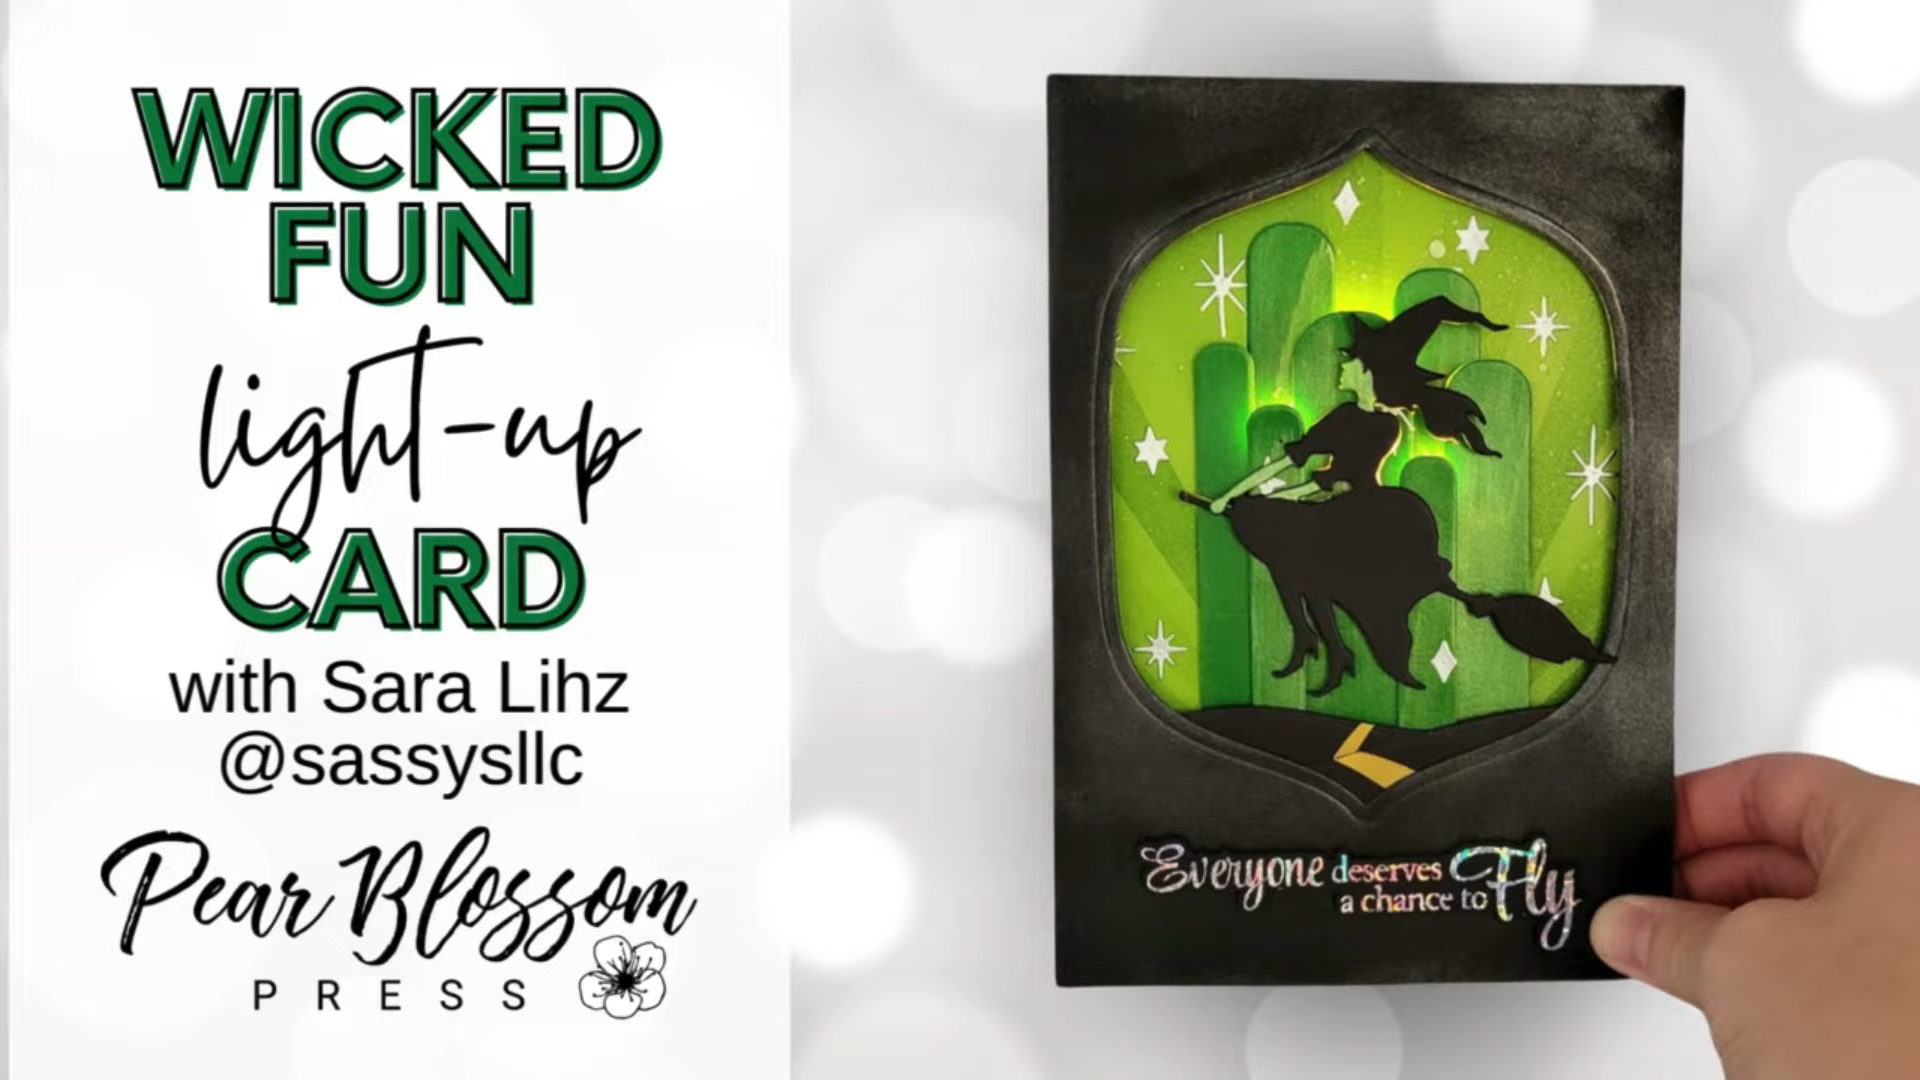 WICKED
FUN
light-up
CARD
with Sara Lihz
@sassysllc
Pear Blossom
PRESS
Everyone deserves
a chance to Fly